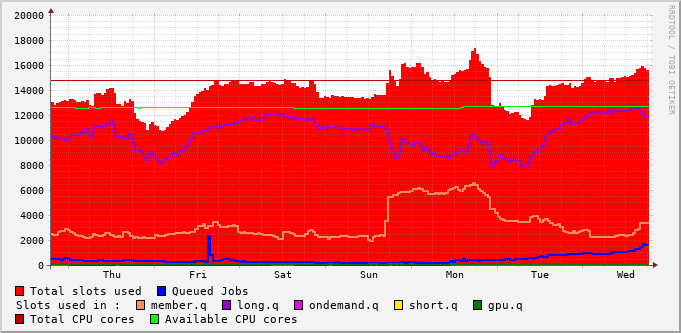 20000
18000
16000
14000
12000
10000
8000
6000
4000
2000
0
Thu Fri Sat Sun Mon Tue Wed
RRDTOOL / TOBI OETIKER
Total slots used Queued Jobs
Slots used in : member.q long.q ondemand.q short.q gpu.q
Total CPU cores Available CPU cores